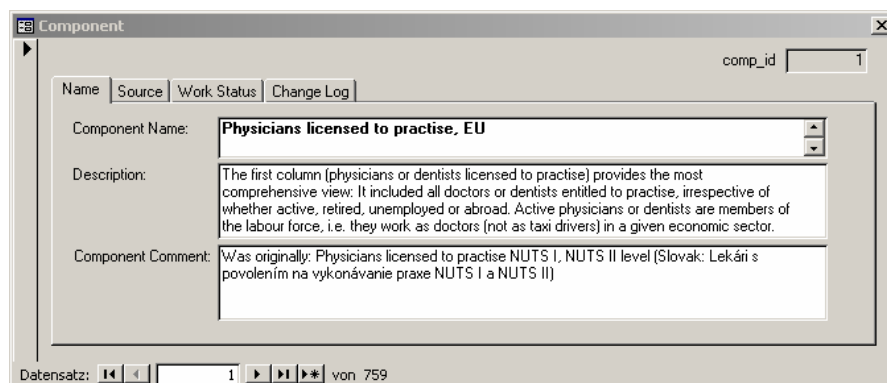 Component
comp_id 1
Name Source Work Status Change Log
Component Name: Physicians licensed to practise, EU
Description: The first column (physicians or dentists licensed to practise) provides the most
comprehensive view: It included all doctors or dentists entitled to practise, irrespective of
whether active, retired, unemployed or abroad. Active physicians or dentists are members of
the labour force, i.e. they work as doctors (not as taxi drivers) in a given economic sector.
Component Comment: Was originally: Physicians licensed to practise NUTS I, NUTS II level (Slovak: Lekári s
povolením na vykonávanie praxe NUTS I a NUTS II)
Datensatz: 1 von 759